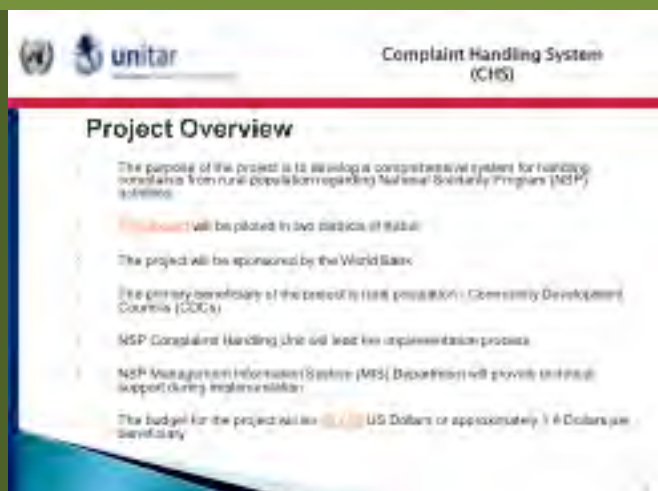 unitar
Complaint Handling System
(CHS)
Project Overview
The purpose of the project is to develop a comprehensive system for handling
complaints from rural population regarding National Solidarity Program (NSP)
activities
will be piloted in two districts of Kabul
The project will be sponsored by the World Bank
The primary beneficiary of the project is rural population - Community Development
Councils (CDCs)
NSP Complaint Handling Unit will lead the implementation process
NSP Management Information System (MIS) Department will provide technical
support during implementation
The budget for the project will be US Dollars or approximately Dollars per
beneficiary